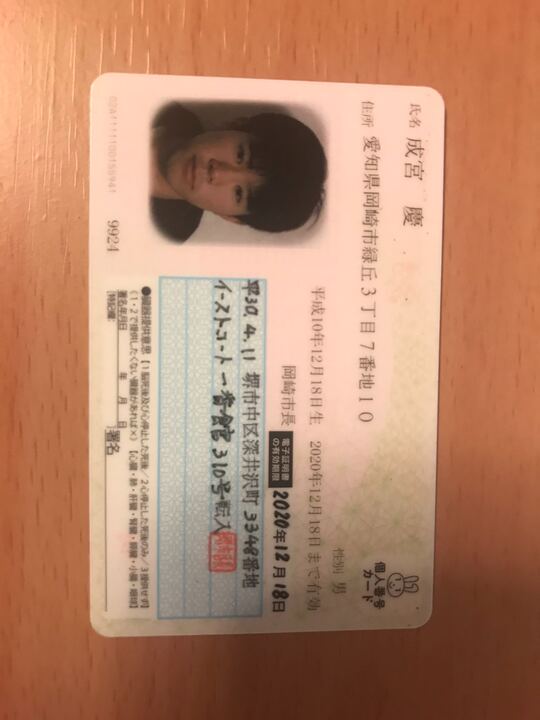 氏名 成宮 慶
住所 愛知県岡崎市緑丘3丁目7番地10
平成10年12月18日生
性別 男
2020年12月18日まで有効
個人番号
カード
岡崎市長
電子証明書
の有効期限
2020年12月18日
平30.4.11 堺市中区深井沢町3348番地
イーストコート一番館310号転入
9924
●臓器提供意思【1脳死後及び心停止した死後/2心停止した死後のみ/3提供せず】
《1・2で提供したくない臓器があれば×》【心臓・肺・肝臓・腎臓・膵臓・小腸・眼球】
署名年月日 年 月 日
署名
[特記欄: